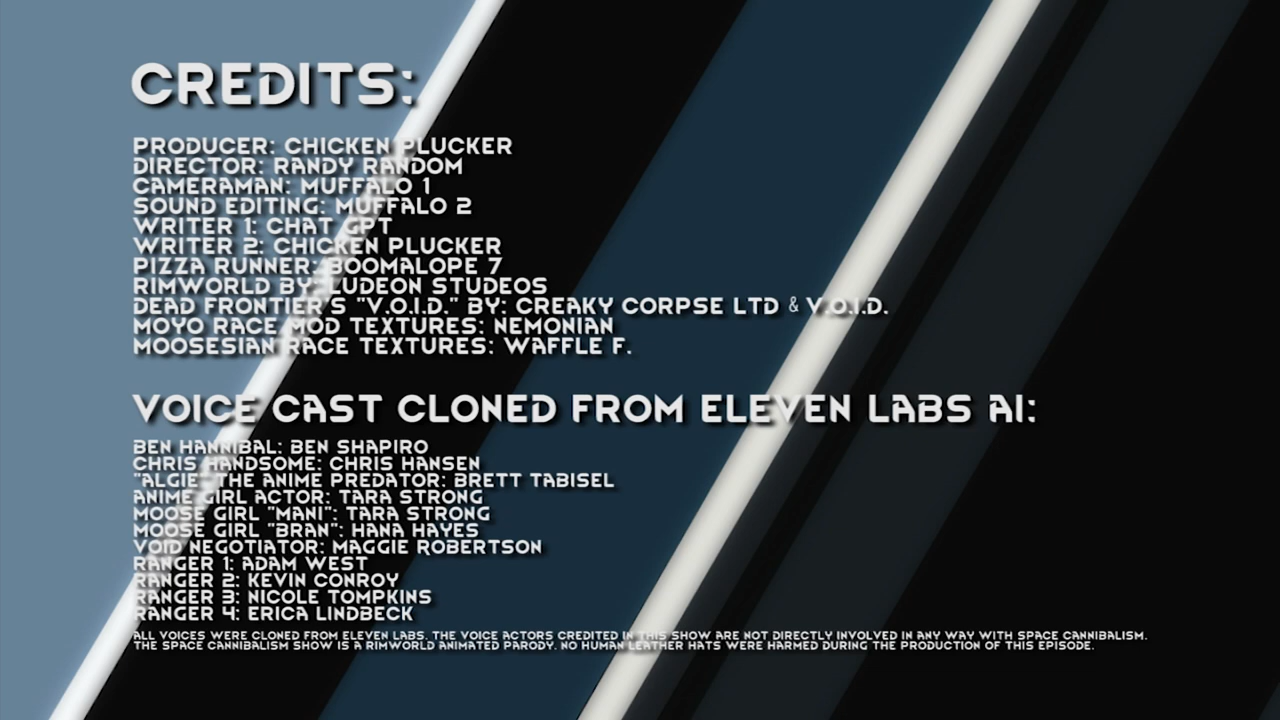 CREDITS:
PRODUCER: CHICKEN PLUCKER
DIRECTOR: RANDY RANDOM
CAMERAMAN: MUFFALO 1
SOUND EDITING: MUFFALO 2
WRITER 1: CHAT GPT
WRITER 2: CHICKEN PLUCKER
PIZZA RUNNER: BOOMALOPE 7
RIMWORLD BY: LUDEON STUDEOS
DEAD FRONTIER'S "V.O.I.D." BY: CREAKY CORPSE LTD & V.O.I.D.
MOYO RACE MOD TEXTURES: NEMONIAN
MOOSESIAN RACE TEXTURES: WAFFLE F.
VOICE CAST CLONED FROM ELEVEN LABS AI:
BEN HANNIBAL: BEN SHAPIRO
CHRIS HANDSOME: CHRIS HANSEN
"ALGIE" THE ANIME PREDATOR: BRETT TABISEL
ANIME GIRL ACTOR: TARA STRONG
MOOSE GIRL "MANI": TARA STRONG
MOOSE GIRL "BRAN": HANA HAYES
VOID NEGOTIATOR: MAGGIE ROBERTSON
RANGER 1: ADAM WEST
RANGER 2: KEVIN CONROY
RANGER 3: NICOLE TOMPKINS
RANGER 4: ERICA LINDBECK
ALL VOICES WERE CLONED FROM ELEVEN LABS. THE VOICE ACTORS CREDITED IN THIS SHOW ARE NOT DIRECTLY INVOLVED IN ANY WAY WITH SPACE CANNIBALISM.
THE SPACE CANNIBALISM SHOW IS A RIMWORLD ANIMATED PARODY. NO HUMAN LEATHER HATS WERE HARMED DURING THE PRODUCTION OF THIS EPISODE.